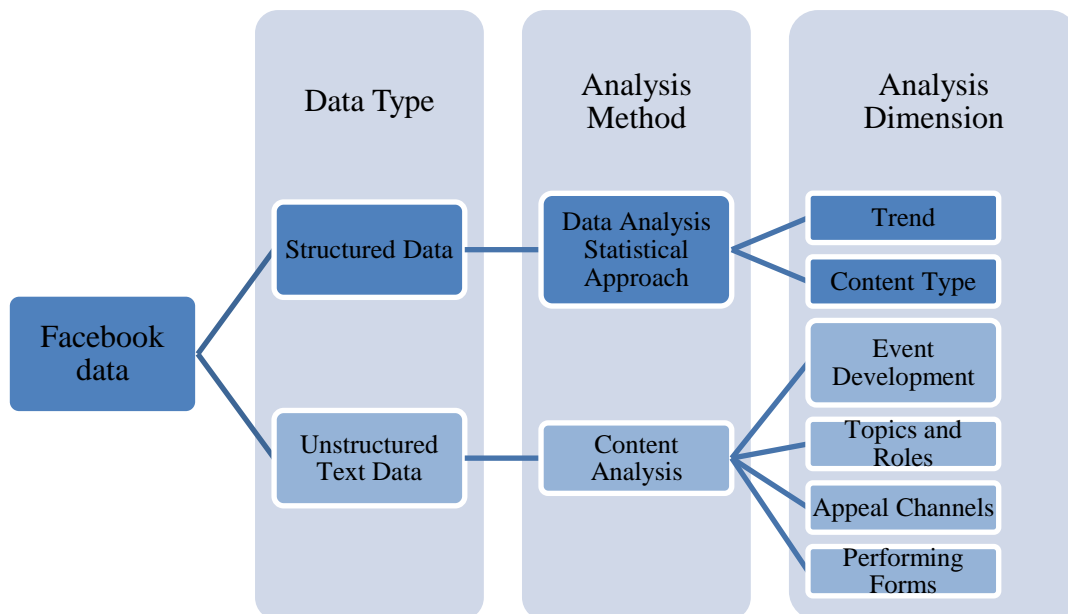 Data Type
Analysis
Method
Analysis
Dimension
Facebook
data
Structured Data
Unstructured
Text Data
Data Analysis
Statistical
Approach
Content
Analysis
Trend
Content Type
Event
Development
Topics and
Roles
Appeal Channels
Performing
Forms